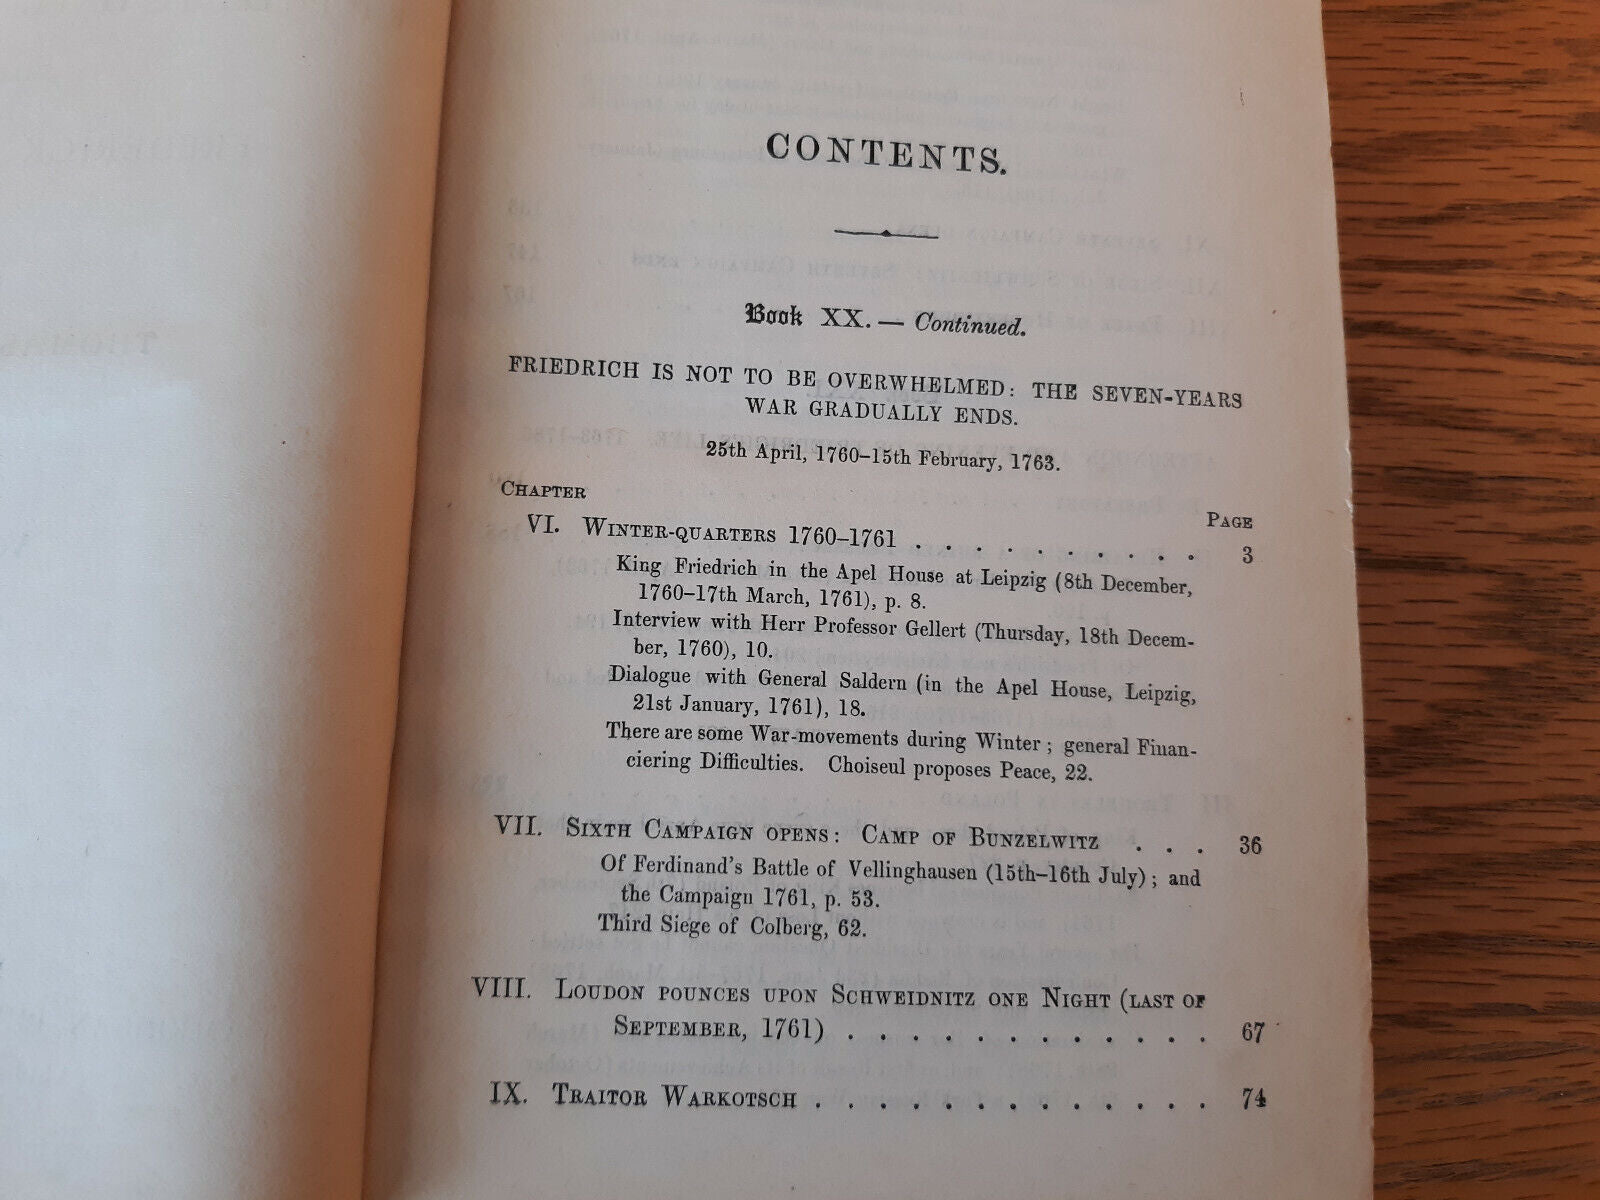 CONTENTS.
Book XX. — Continued.
FRIEDRICH IS NOT TO BE OVERWHELMED: THE SEVEN-YEARS
WAR GRADUALLY ENDS.
25th April, 1760–15th February, 1763.
CHAPTER
PAGE
VI. WINTER-QUARTERS 1760–1761 . . . . . . . . . . 3
King Friedrich in the Apel House at Leipzig (8th December,
1760–17th March, 1761), p. 8.
Interview with Herr Professor Gellert (Thursday, 18th Decem-
ber, 1760), 10.
Dialogue with General Saldern (in the Apel House, Leipzig,
21st January, 1761), 18.
There are some War-movements during Winter; general Finan-
ciering Difficulties. Choiseul proposes Peace, 22.
VII. SIXTH CAMPAIGN OPENS: CAMP OF BUNZELWITZ . . . 36
Of Ferdinand's Battle of Vellinghausen (15th–16th July); and
the Campaign 1761, p. 53.
Third Siege of Colberg, 62.
VIII. LOUDON POUNCES UPON SCHWEIDNITZ ONE NIGHT (LAST OF
SEPTEMBER, 1761) . . . . . . . . . . . . 67
IX. TRAITOR WARKOTSCH . . . . . . . . . . . . . 74